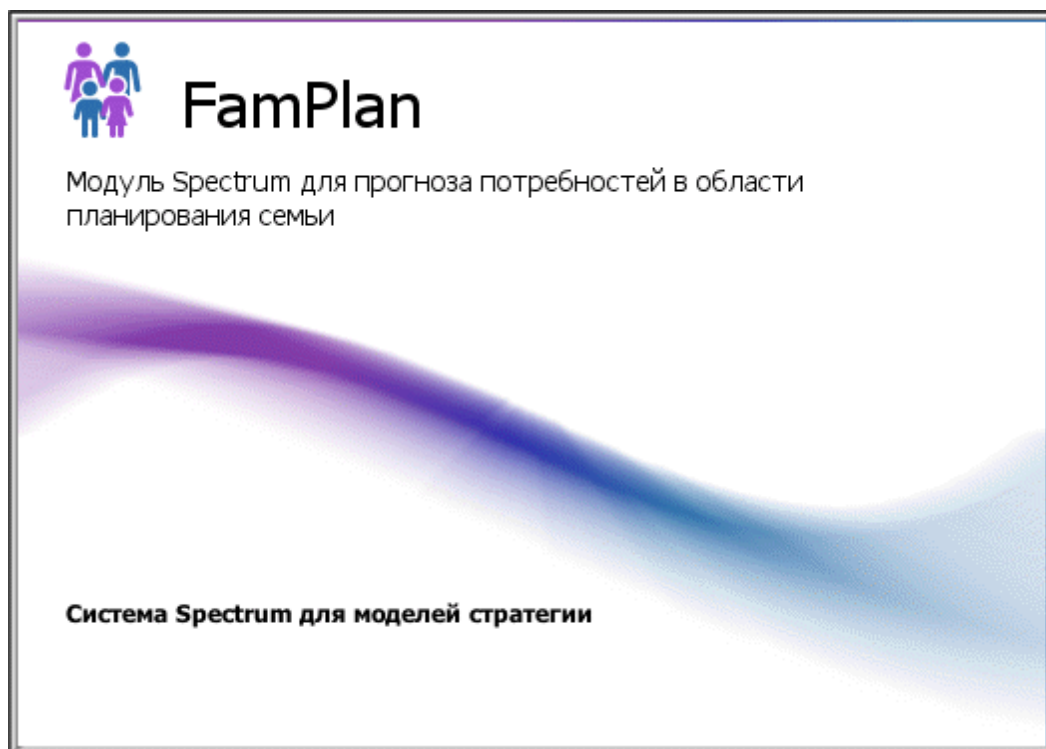 FamPlan
Модуль Spectrum для прогноза потребностей в области
планирования семьи
Система Spectrum для моделей стратегии